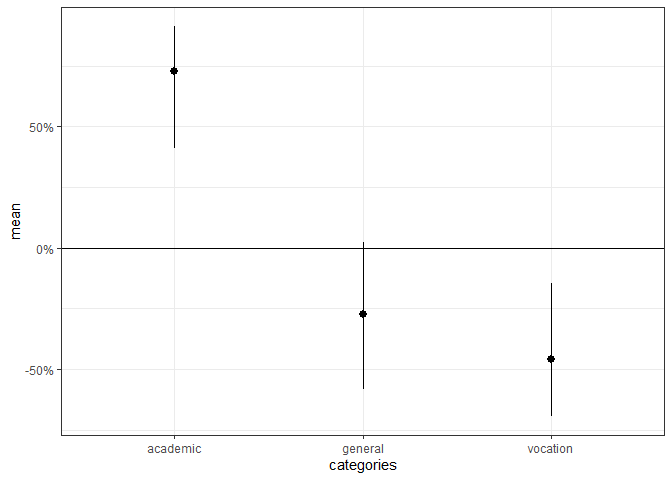 50%
0%
-50%
mean
academic general vocation
categories